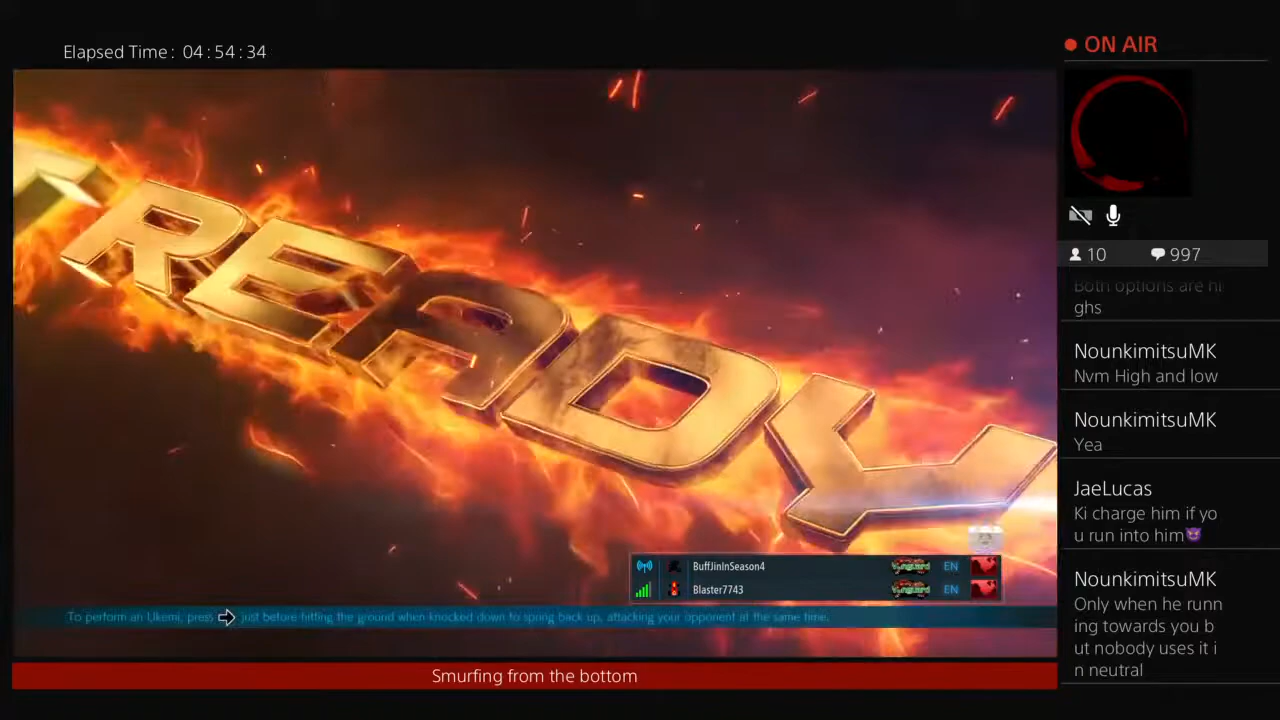 Elapsed Time: 04:54:34
ON AIR
10 997
Both options are hi
ghs
NounkimitsuMK
Nvm High and low
NounkimitsuMK
Yea
JaeLucas
Ki charge him if yo
u run into him😈
NounkimitsuMK
Only when he runn
ing towards you b
ut nobody uses it i
n neutral
T READY
BuffJinInSeason4 Vanguard EN
Blaster7743 Vanguard EN
To perform an Ukemi, press ⇨ just before hitting the ground when knocked down to spring back up, attacking your opponent at the same time.
Smurfing from the bottom